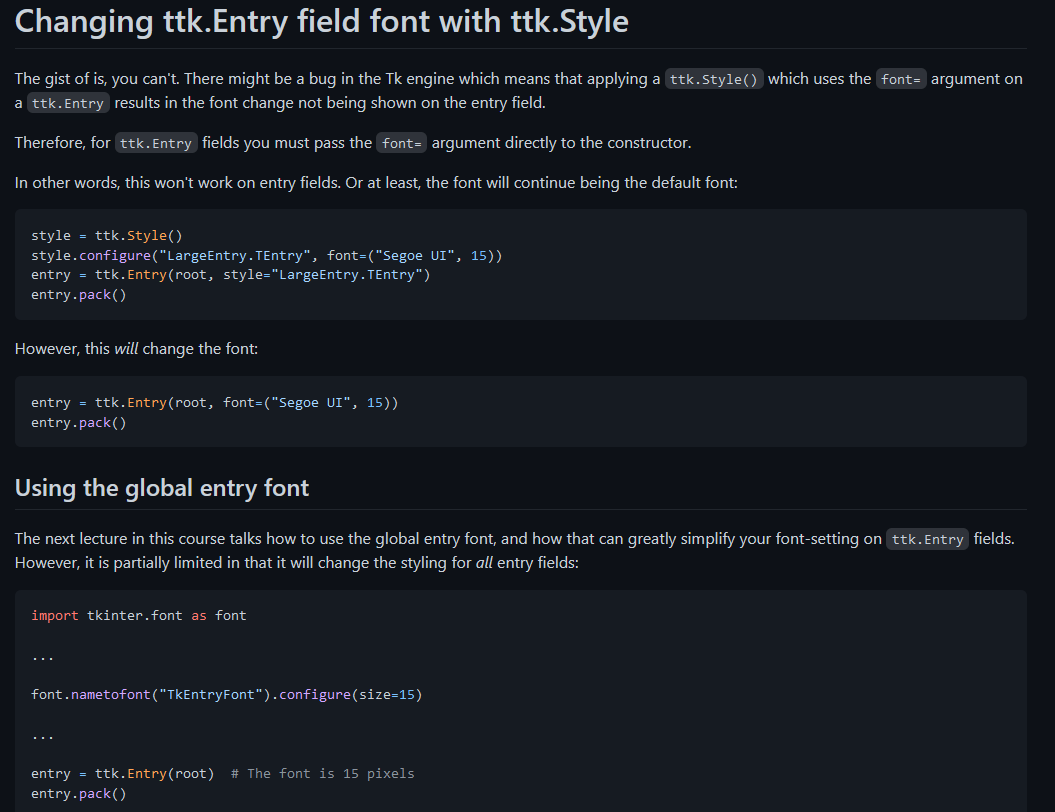 Changing ttk.Entry field font with ttk.Style
The gist of is, you can't. There might be a bug in the Tk engine which means that applying a ttk.Style() which uses the font= argument on
a ttk.Entry results in the font change not being shown on the entry field.
Therefore, for ttk.Entry fields you must pass the font= argument directly to the constructor.
In other words, this won't work on entry fields. Or at least, the font will continue being the default font:
style = ttk.Style()
style.configure("LargeEntry.TEntry", font=("Segoe UI", 15))
entry = ttk.Entry(root, style="LargeEntry.TEntry")
entry.pack()
However, this will change the font:
entry = ttk.Entry(root, font=("Segoe UI", 15))
entry.pack()
Using the global entry font
The next lecture in this course talks how to use the global entry font, and how that can greatly simplify your font-setting on ttk.Entry fields.
However, it is partially limited in that it will change the styling for all entry fields:
import tkinter.font as font
...
font.nametofont("TkEntryFont").configure(size=15)
...
entry = ttk.Entry(root)  # The font is 15 pixels
entry.pack()